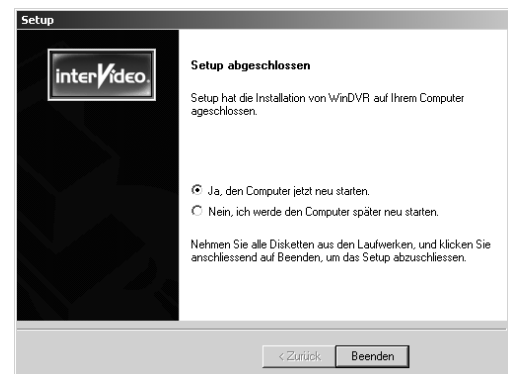 Setup
interVideo.
Setup abgeschlossen
Setup hat die Installation von WinDVR auf Ihrem Computer
ageschlossen.
Ja, den Computer jetzt neu starten.
Nein, ich werde den Computer später neu starten.
Nehmen Sie alle Disketten aus den Laufwerken, und klicken Sie
anschliessend auf Beenden, um das Setup abzuschliessen.
< Zurück
Beenden